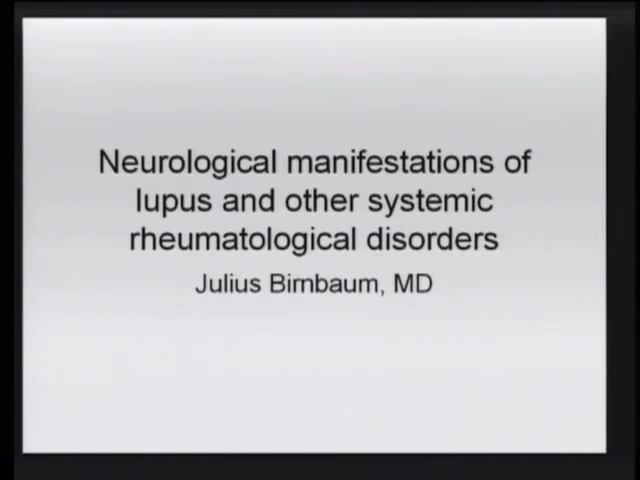 Neurological manifestations of
lupus and other systemic
rheumatological disorders
Julius Birnbaum, MD